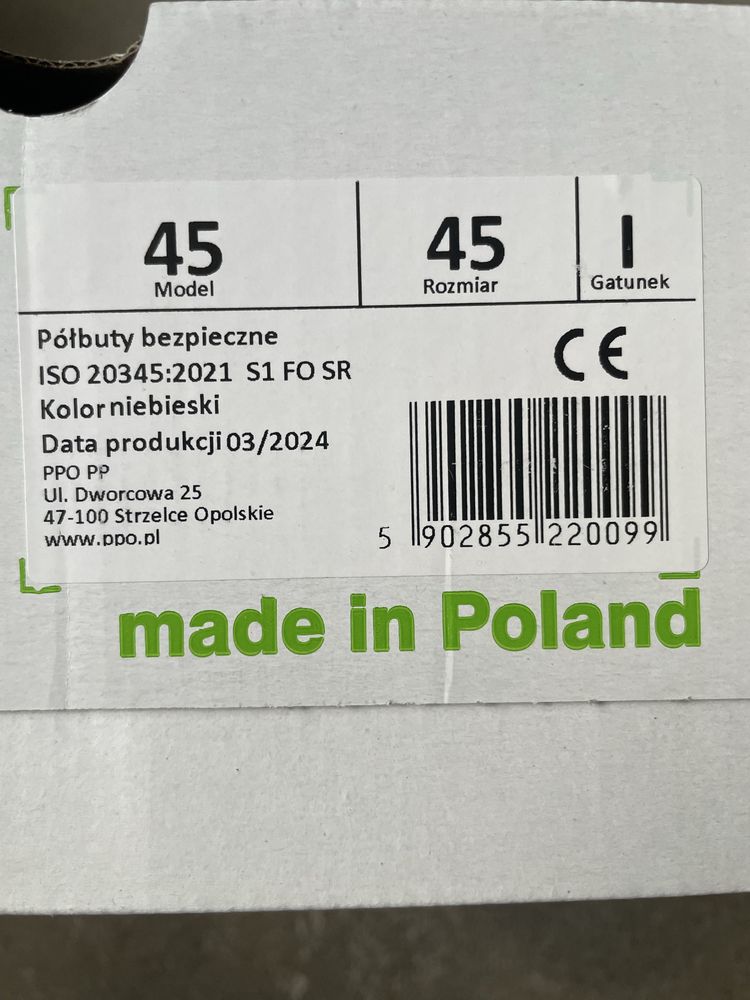 45 45 I
Model Rozmiar Gatunek
Półbuty bezpieczne
ISO 20345:2021 S1 FO SR
Kolor niebieski
Data produkcji 03/2024
PPO PP
Ul. Dworcowa 25
47-100 Strzelce Opolskie
www.ppo.pl
CE
5 902855 220099
made in Poland